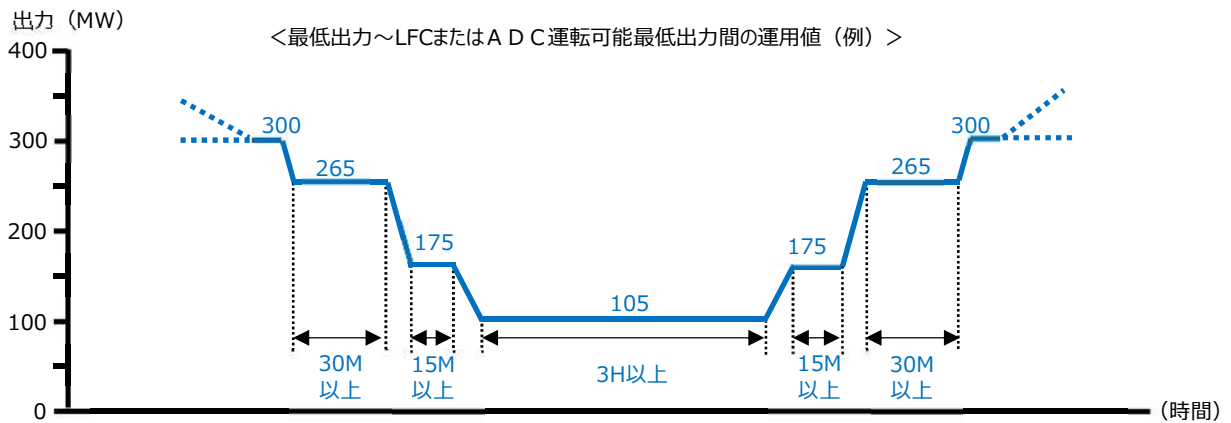 出力（MW）
＜最低出力～LFCまたはＡＤＣ運転可能最低出力間の運用値（例）＞
400
300
200
100
0
300
265
175
105
175
265
300
30M
以上
15M
以上
3H以上
15M
以上
30M
以上
（時間）